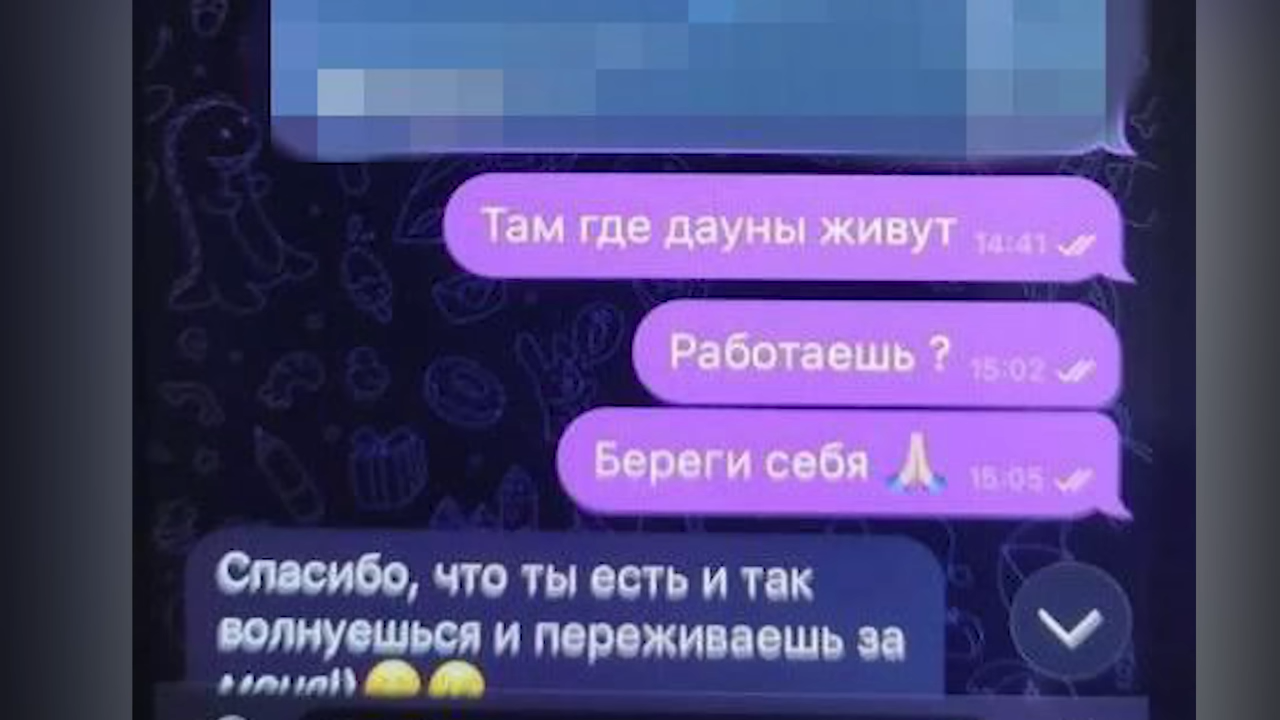 Там где дауны живут 14:41
Работаешь ? 15:02
Береги себя 🙏 15:05
Спасибо, что ты есть и так
волнуешься и переживаешь за
меня!)